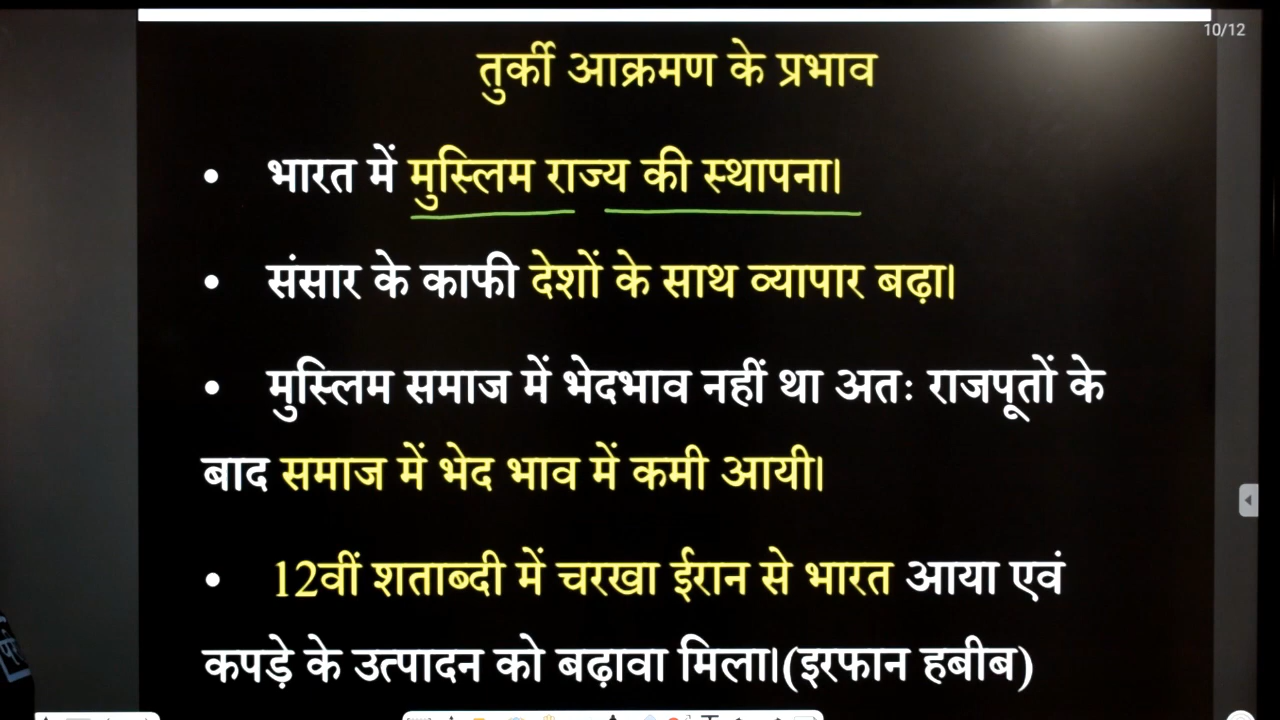 10/12
तुर्की आक्रमण के प्रभाव
• भारत में मुस्लिम राज्य की स्थापना।
• संसार के काफी देशों के साथ व्यापार बढ़ा।
• मुस्लिम समाज में भेदभाव नहीं था अतः राजपूतों के
बाद समाज में भेद भाव में कमी आयी।
• 12वीं शताब्दी में चरखा ईरान से भारत आया एवं
कपड़े के उत्पादन को बढ़ावा मिला।(इरफान हबीब)